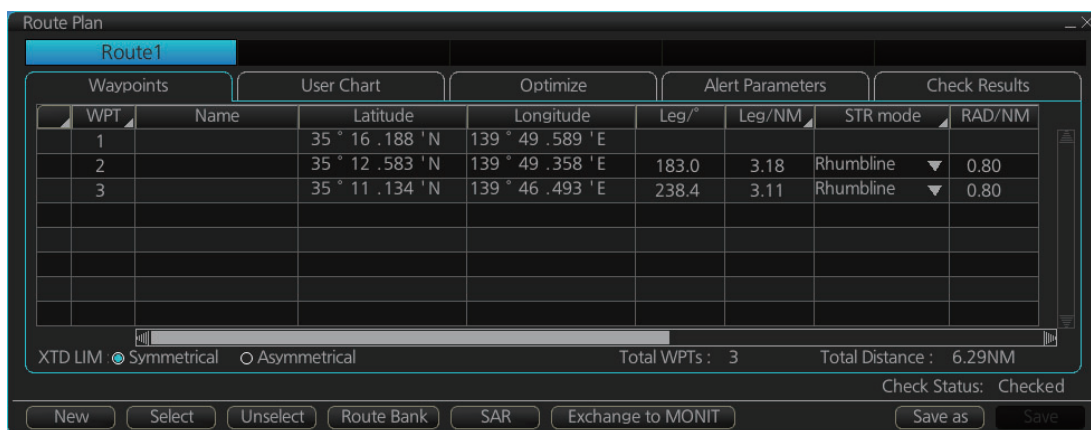 Route Plan
Route1
Waypoints User Chart Optimize Alert Parameters Check Results
WPT Name Latitude Longitude Leg/° Leg/NM STR mode RAD/NM
1 35 ° 16 .188 'N 139 ° 49 .589 'E
2 35 ° 12 .583 'N 139 ° 49 .358 'E 183.0 3.18 Rhumbline 0.80
3 35 ° 11 .134 'N 139 ° 46 .493 'E 238.4 3.11 Rhumbline 0.80
XTD LIM : Symmetrical Asymmetrical Total WPTs : 3 Total Distance : 6.29NM
Check Status: Checked
New Select Unselect Route Bank SAR Exchange to MONIT Save as Save